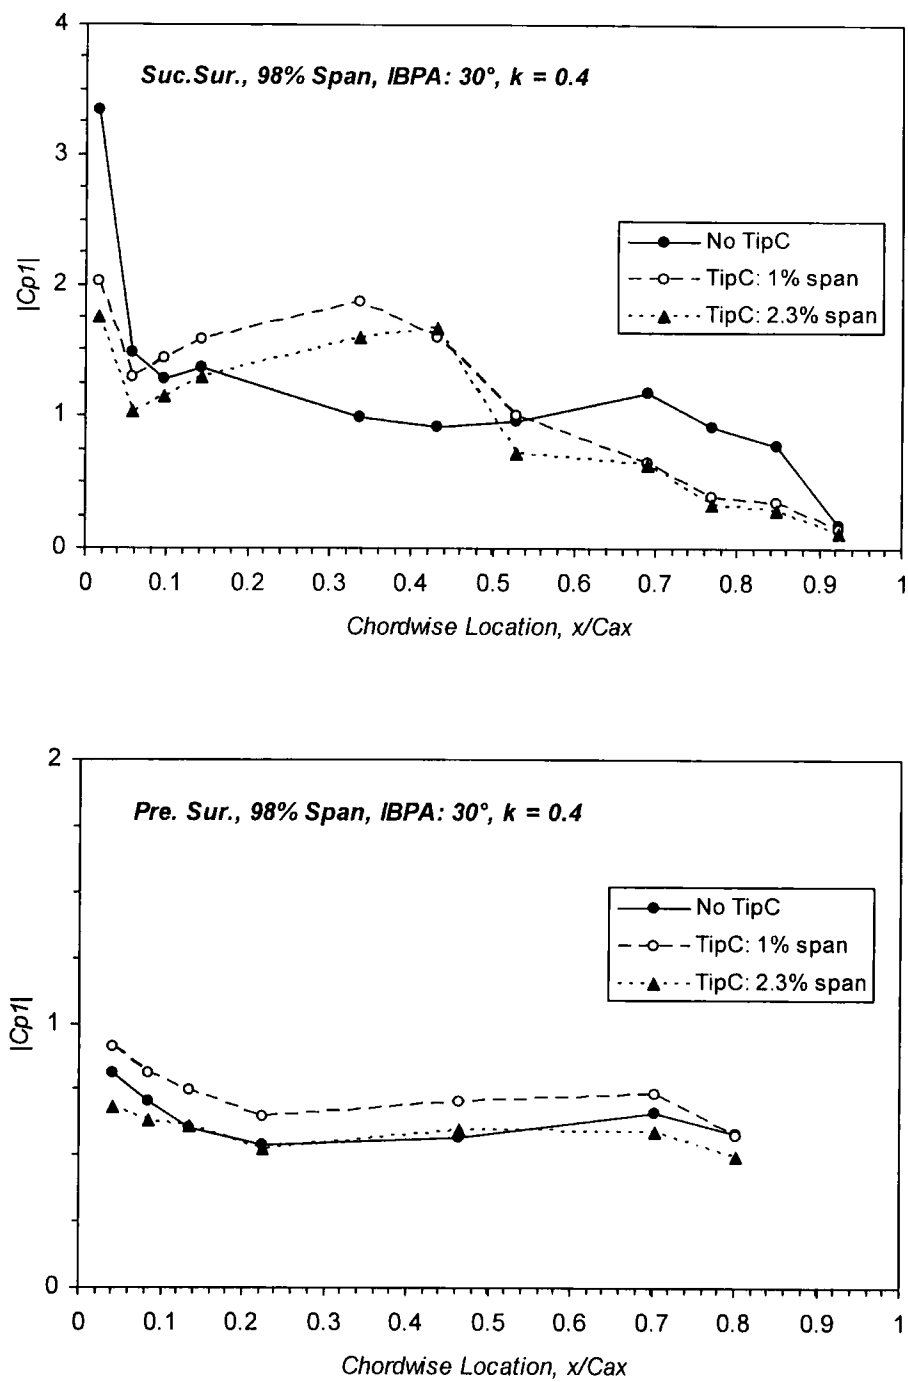 4
Suc.Sur., 98% Span, IBPA: 30°, k = 0.4
3
No TipC
TipC: 1% span
TipC: 2.3% span
2
|Cp1|
1
0
0 0.1 0.2 0.3 0.4 0.5 0.6 0.7 0.8 0.9 1
Chordwise Location, x/Cax
2
Pre. Sur., 98% Span, IBPA: 30°, k = 0.4
No TipC
TipC: 1% span
TipC: 2.3% span
|Cp1|
1
0
0 0.1 0.2 0.3 0.4 0.5 0.6 0.7 0.8 0.9 1
Chordwise Location, x/Cax